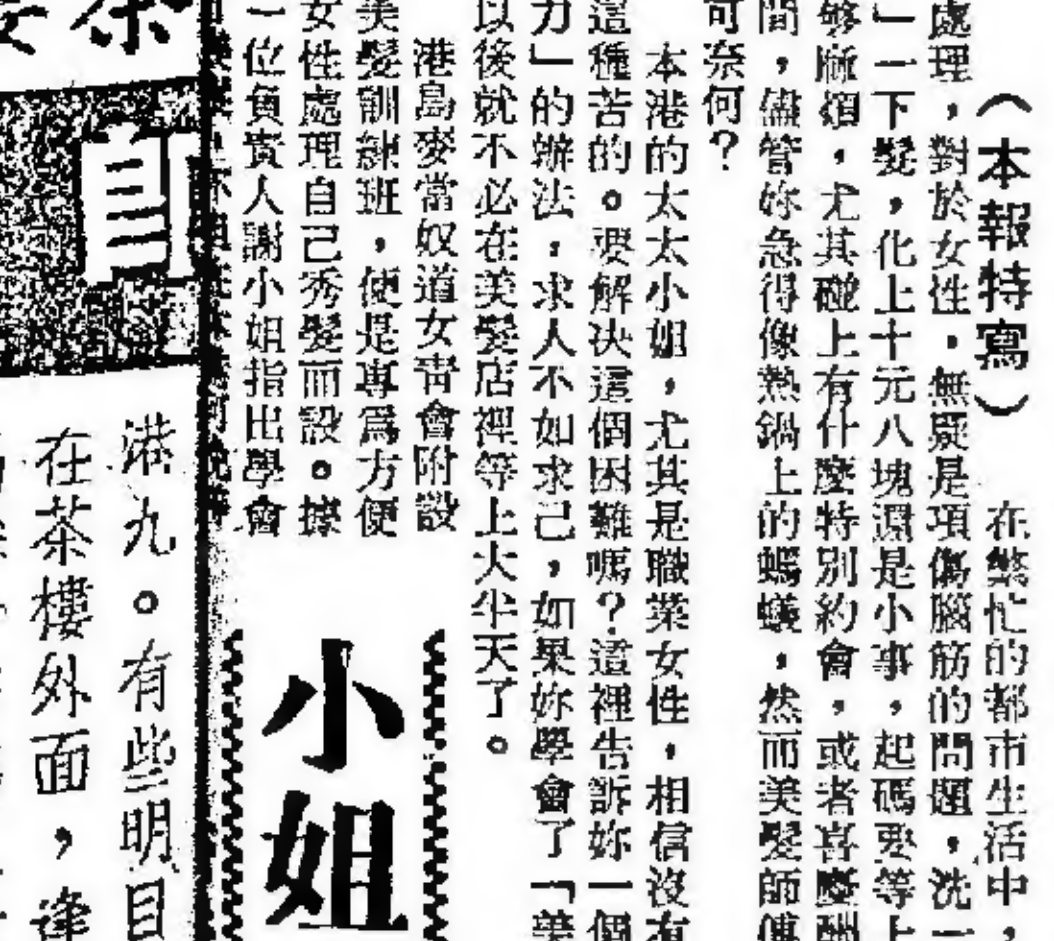 （本報特寫）　在繁忙的都市生活中，
處理，對於女性，無疑是項傷腦筋的問題，洗一
」一下髮，化上十元八塊還是小事，起碼要等上
够麻煩，尤其碰上有什麼特別約會，或者喜慶酬
間，儘管妳急得像熱鍋上的螞蟻，然而美髮師傅
可奈何？
本港的太太小姐，尤其是職業女性，相信沒有
這種苦的。要解決這個困難嗎？這裡告訴妳一個
力」的辦法，求人不如求己，如果妳學會了「美
以後就不必在美髮店裡等上大半天了。
港島麥當奴道女青會附設
美髮訓練班，便是專爲方便
女性處理自己秀髮而設。據
一位負責人謝小姐指出學會
小姐
自
港九。有些明目
在茶樓外面，逢